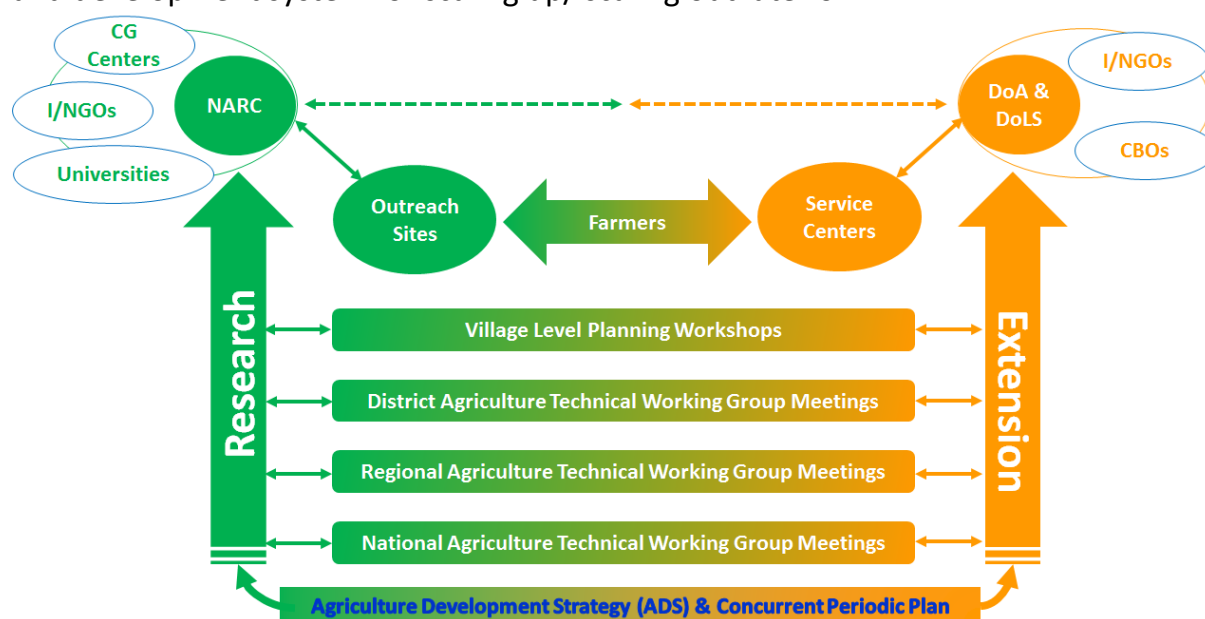 CG
Centers
I/NGOs
Universities
NARC
DoA &
DoLS
I/NGOs
CBOs
Outreach
Sites
Farmers
Service
Centers
Research
Extension
Village Level Planning Workshops
District Agriculture Technical Working Group Meetings
Regional Agriculture Technical Working Group Meetings
National Agriculture Technical Working Group Meetings
Agriculture Development Strategy (ADS) & Concurrent Periodic Plan